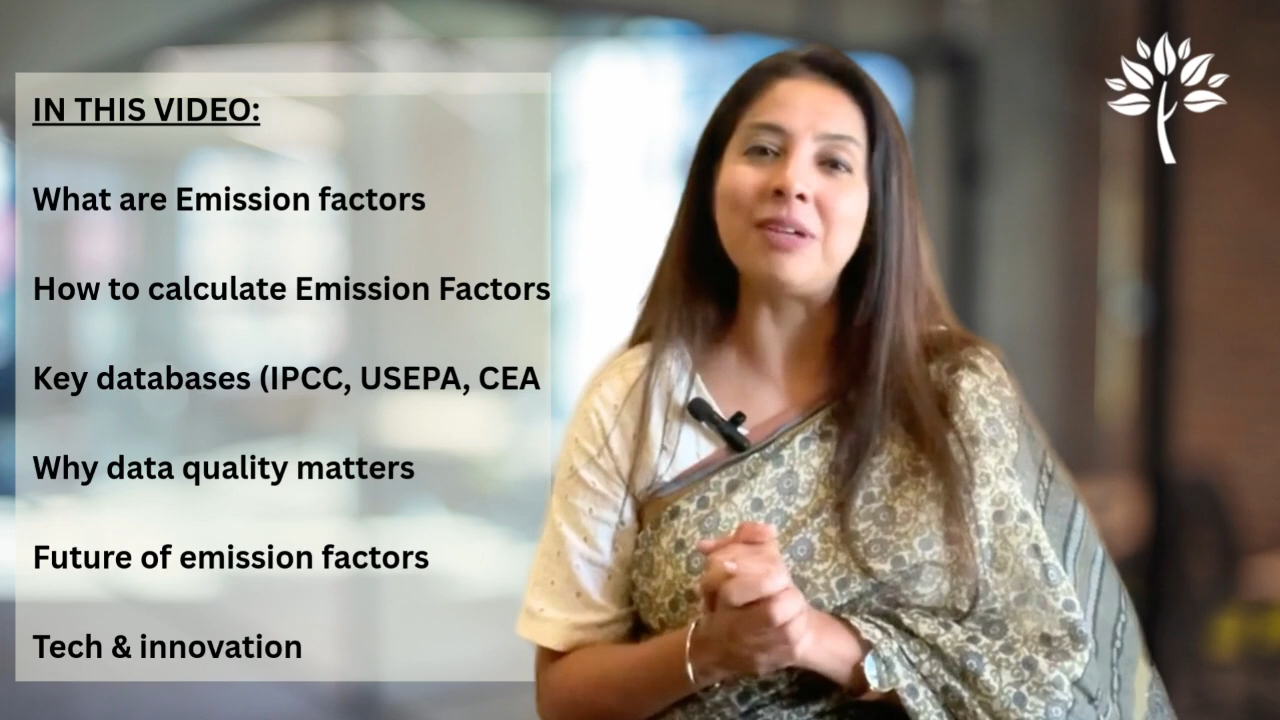 IN THIS VIDEO:
What are Emission factors
How to calculate Emission Factors
Key databases (IPCC, USEPA, CEA
Why data quality matters
Future of emission factors
Tech & innovation